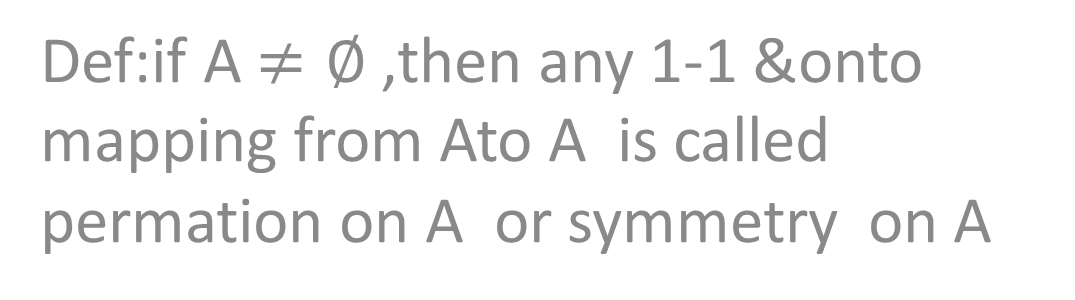 Def:if A ≠ ∅ ,then any 1-1 &onto
mapping from Ato A is called
permation on A or symmetry on A